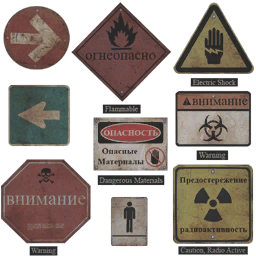 огнеопасно
Flammable
Electric Shock
внимание
Warning
ОПАСНОСТЬ
Опасные
Материалы
Dangerous Materials
внимание
Warning
Предостережение
радиоактивность
Caution, Radio Active